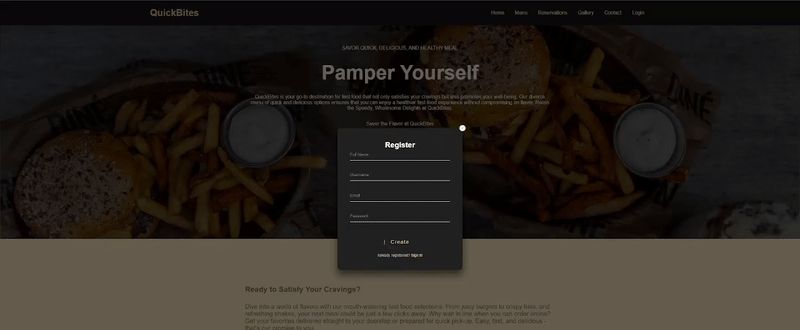 QuickBites
Home Menu Reservations Gallery Contact Login
SAVOR QUICK, DELICIOUS, AND HEALTHY MEAL
Pamper Yourself
QuickBites is your go-to destination for fast food that not only satisfies your cravings but also promotes your well-being. Our diverse
menu of quick and delicious options ensures that you can enjoy a healthier fast-food experience without compromising on flavor.
the Speedy, Wholesome Delights at QuickBites.
Savor the Flavor at QuickBites
Register
Full Name
Username
Email
Password
Create
Already registered? Sign in
Ready to Satisfy Your Cravings?
Dive into a world of flavors with our mouth-watering fast food selections. From juicy burgers to crispy fries, and
refreshing shakes, your next meal could be just a few clicks away. Why wait in line when you can order online?
Get your favorites delivered straight to your doorstep or prepared for quick pick-up. Easy, fast, and delicious -
that's our promise to you.